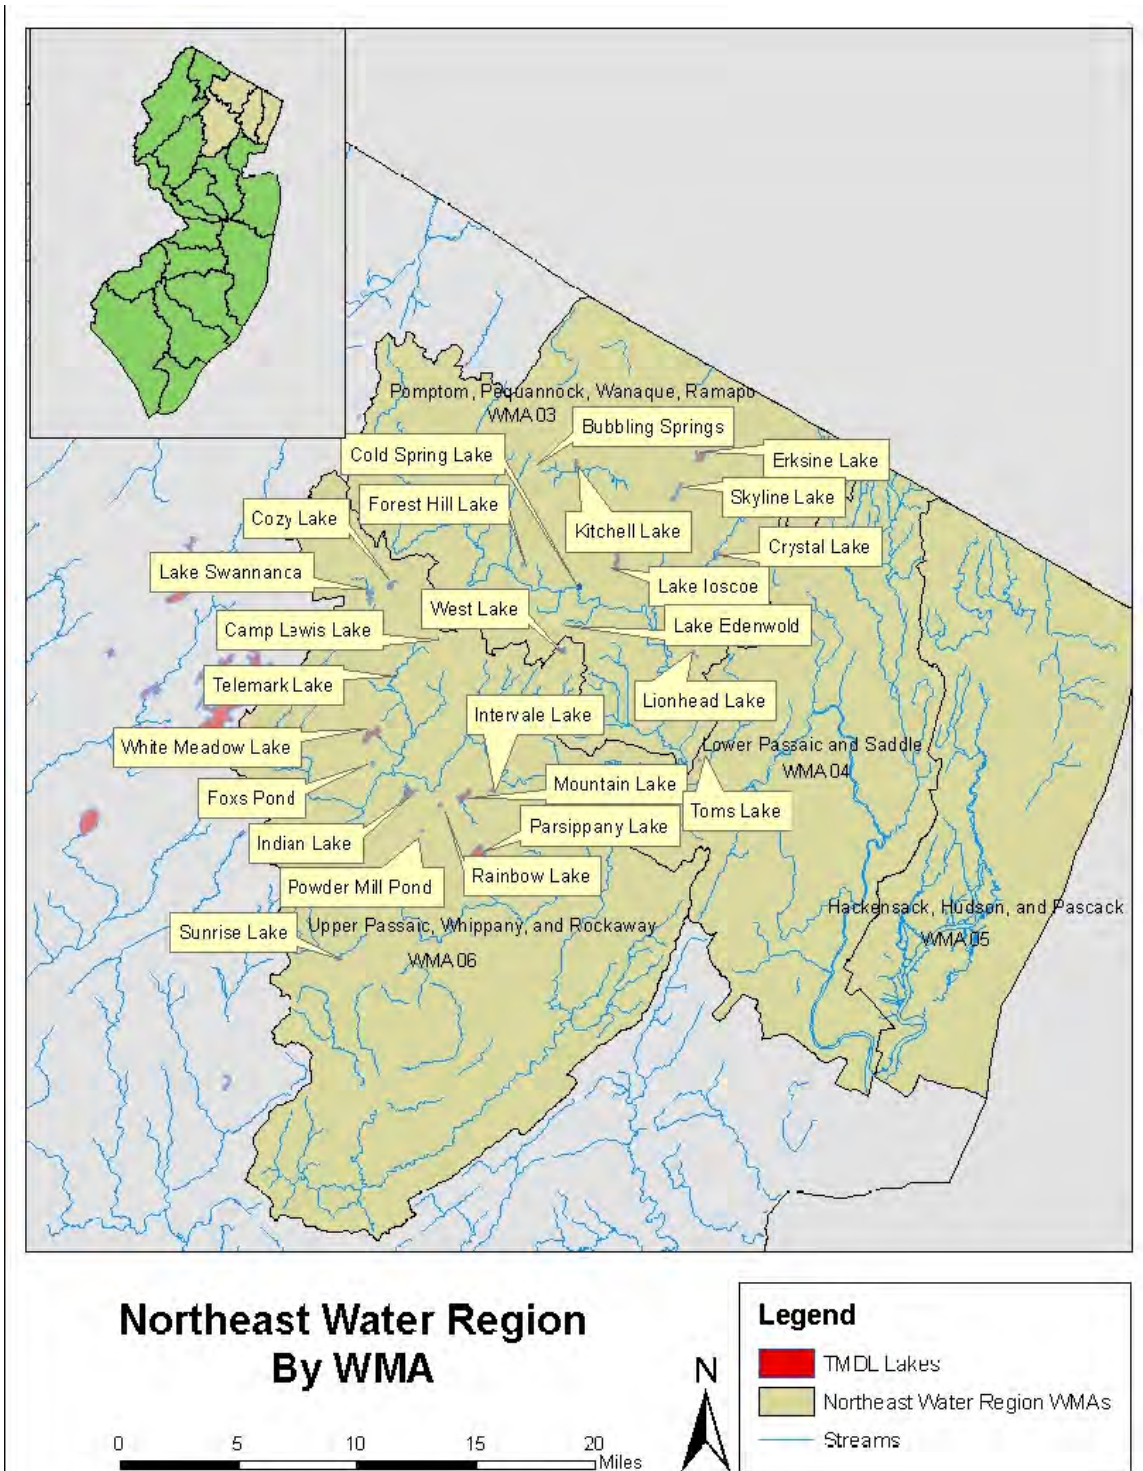 Pomptom, Pequannock, Wanaque, Ramapo
WMA 03
Bubbling Springs
Cold Spring Lake
Erksine Lake
Skyline Lake
Forest Hill Lake
Cozy Lake
Kitchell Lake
Crystal Lake
Lake Swannanca
Lake Ioscoe
West Lake
Camp Lewis Lake
Lake Edenwold
Telemark Lake
Lionhead Lake
Intervale Lake
White Meadow Lake
Lower Passaic and Saddle
WMA 04
Foxs Pond
Mountain Lake
Toms Lake
Parsippany Lake
Indian Lake
Rainbow Lake
Powder Mill Pond
Hackensack, Hudson, and Pascack
WMA 05
Sunrise Lake
Upper Passaic, Whippany, and Rockaway
WMA 06
Northeast Water Region
By WMA
0 5 10 15 20
Miles
N
Legend
TMDL Lakes
Northeast Water Region WMAs
Streams